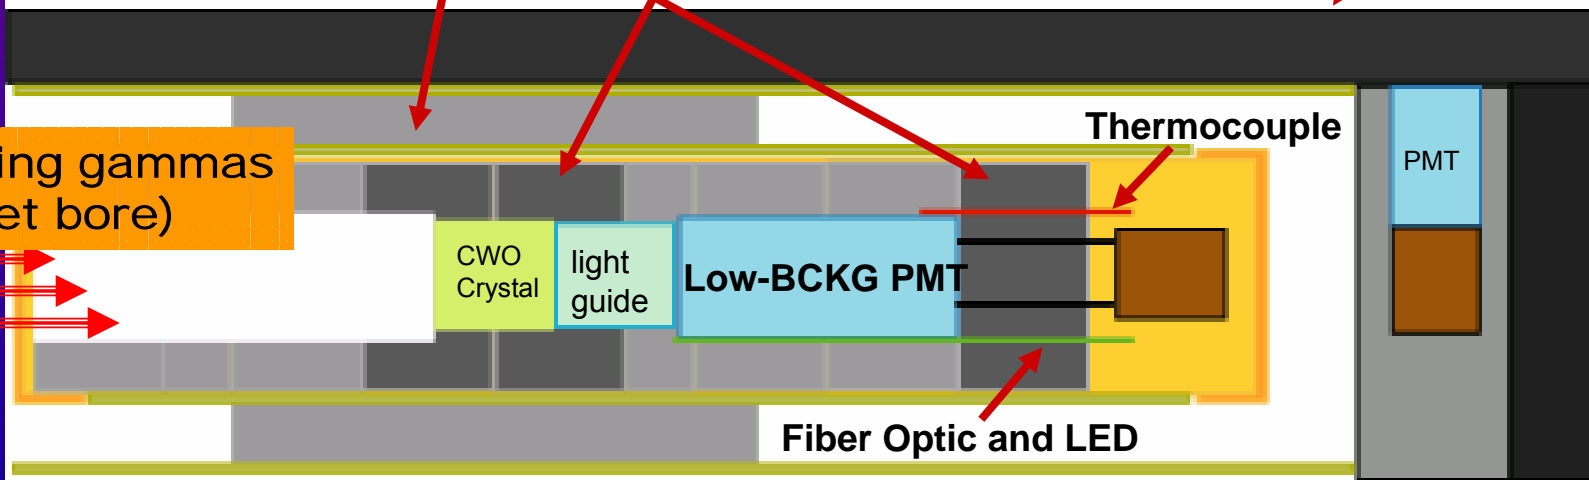 Thermocouple
PMT
ing gammas
et bore)
CWO
Crystal
light
guide
Low-BCKG PMT
Fiber Optic and LED